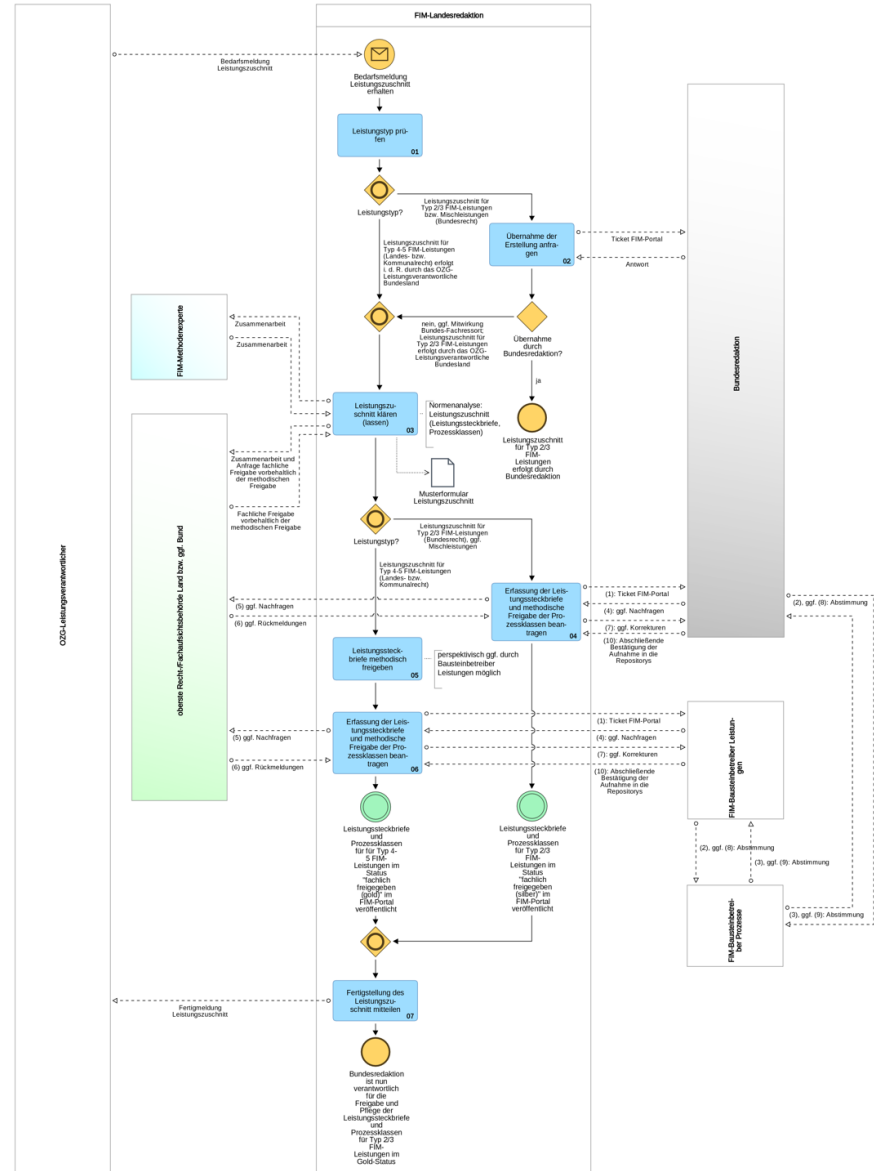 FIM-Landesredaktion
OZG-Leistungsverantwortlicher
Bedarfsmeldung
Leistungszuschnitt
Bedarfsmeldung
Leistungszuschnitt
erhalten
Leistungstyp prü-
fen
01
Leistungstyp?
Leistungszuschnitt für
Typ 2/3 FIM-Leistungen
bzw. Mischleistungen
(Bundesrecht)
Übernahme der
Erstellung anfra-
gen
02
Ticket FIM-Portal
Antwort
Bundesredaktion
Leistungszuschnitt für
Typ 4-5 FIM-Leistungen
(Landes- bzw.
Kommunalrecht) erfolgt
i. d. R. durch das OZG-
Leistungsverantwortliche
Bundesland
nein, ggf. Mitwirkung
Bundes-Fachressort;
Leistungszuschnitt für
Typ 2/3 FIM-Leistungen
erfolgt durch das OZG-
Leistungsverantwortliche
Bundesland
Übernahme
durch
Bundesredaktion?
ja
Leistungszuschnitt
für Typ 2/3
FIM-
Leistungen
erfolgt durch
Bundesredaktion
FIM-Methodenexperte
Zusammenarbeit
Zusammenarbeit
Leistungszu-
schnitt klären
(lassen)
03
Normenanalyse:
Leistungszuschnitt
(Leistungssteckbriefe,
Prozessklassen)
Musterformular
Leistungszuschnitt
oberste Recht-/Fachaufsichtsbehörde Land bzw. ggf. Bund
Zusammenarbeit und
Anfrage fachliche
Freigabe vorbehaltlich
der methodischen
Freigabe
Fachliche Freigabe
vorbehaltlich der
methodischen Freigabe
Leistungstyp?
Leistungszuschnitt für
Typ 2/3 FIM-Leistungen
(Bundesrecht), ggf.
Mischleistungen
Leistungszuschnitt für
Typ 4-5 FIM-Leistungen
(Landes- bzw.
Kommunalrecht)
Erfassung der Leis-
tungssteckbriefe
und methodische
Freigabe der Pro-
zessklassen bean-
tragen
04
(5) ggf. Nachfragen
(6) ggf. Rückmeldungen
(1): Ticket FIM-Portal
(4): ggf. Nachfragen
(7): ggf. Korrekturen
(10): Abschließende
Bestätigung der
Aufnahme in die
Repositorys
(2), ggf. (8): Abstimmung
Leistungssteck-
briefe methodisch
freigeben
05
perspektivisch ggf. durch
Bausteinbetreiber
Leistungen möglich
Erfassung der Leis-
tungssteckbriefe
und methodische
Freigabe der Pro-
zessklassen bean-
tragen
06
(5) ggf. Nachfragen
(6) ggf. Rückmeldungen
(1): Ticket FIM-Portal
(4): ggf. Nachfragen
(7): ggf. Korrekturen
(10): Abschließende
Bestätigung der
Aufnahme in die
Repositorys
FIM-Bausteinbetreiber Leistun-
gen
(2), ggf. (8): Abstimmung
(3), ggf. (9): Abstimmung
FIM-Bausteinbetrei-
ber Prozesse
(3), ggf. (9): Abstimmung
Leistungssteckbriefe
und
Prozessklassen
für für Typ 4-
5 FIM-
Leistungen im
Status
"fachlich
freigegeben
(gold)" im
FIM-Portal
veröffentlicht
Leistungssteckbriefe
und
Prozessklassen
für Typ 2/3
FIM-
Leistungen im
Status
"fachlich
freigegeben
(silber)" im
FIM-Portal
veröffentlicht
Fertigstellung des
Leistungszu-
schnitt mitteilen
07
Fertigmeldung
Leistungszuschnitt
Bundesredaktion
ist nun
verantwortlich
für die
Freigabe und
Pflege der
Leistungssteckbriefe
und
Prozessklassen
für Typ 2/3
FIM-
Leistungen im
Gold-Status